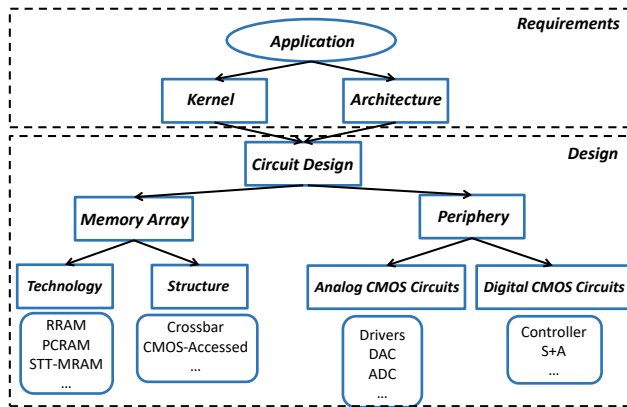 Requirements
Application
Kernel
Architecture
Design
Circuit Design
Memory Array
Periphery
Technology
Structure
Analog CMOS Circuits
Digital CMOS Circuits
RRAM
PCRAM
STT-MRAM
...
Crossbar
CMOS-Accessed
...
Drivers
DAC
ADC
...
Controller
S+A
...